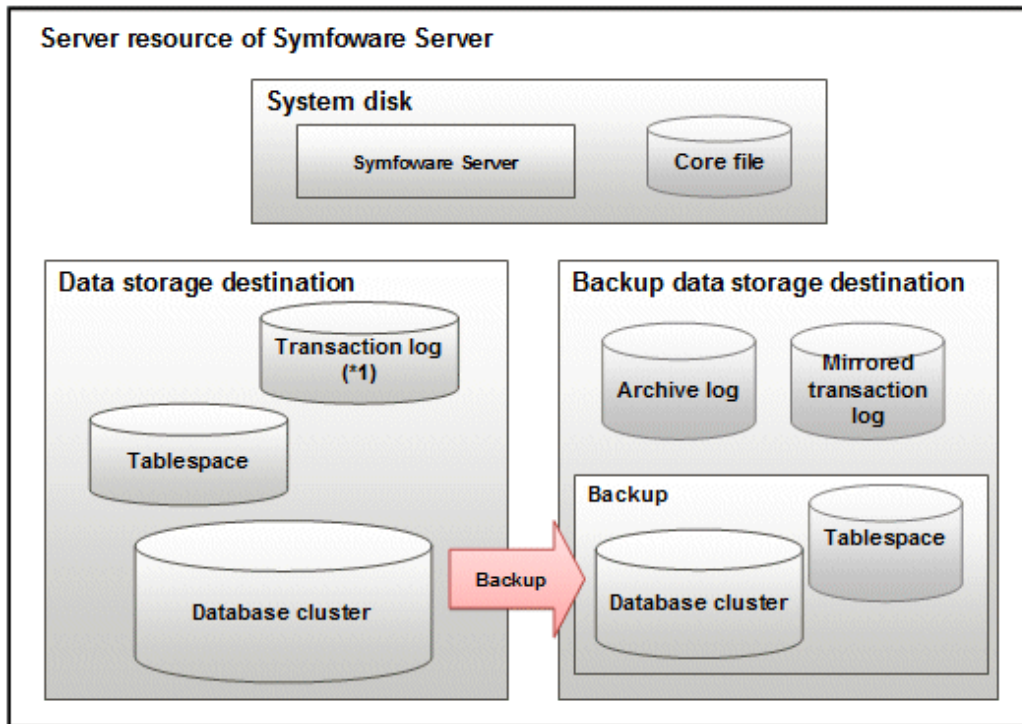 Server resource of Symfoware Server
System disk
Symfoware Server
Core file
Data storage destination
Transaction log
(*1)
Tablespace
Database cluster
Backup
Backup data storage destination
Archive log
Mirrored
transaction
log
Backup
Tablespace
Database cluster